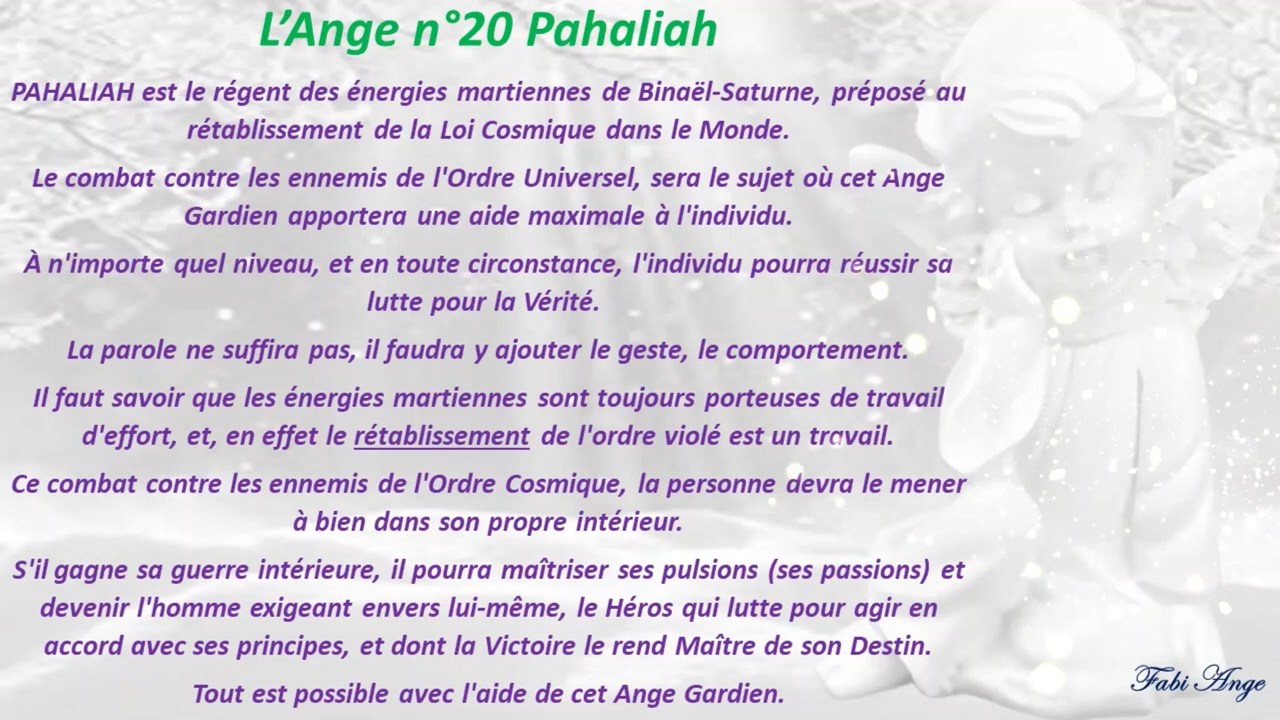 L’Ange n°20 Pahaliah
PAHALIAH est le régent des énergies martiennes de Binaël-Saturne, préposé au
rétablissement de la Loi Cosmique dans le Monde.
Le combat contre les ennemis de l'Ordre Universel, sera le sujet où cet Ange
Gardien apportera une aide maximale à l'individu.
À n'importe quel niveau, et en toute circonstance, l'individu pourra réussir sa
lutte pour la Vérité.
La parole ne suffira pas, il faudra y ajouter le geste, le comportement.
Il faut savoir que les énergies martiennes sont toujours porteuses de travail
d'effort, et, en effet le rétablissement de l'ordre violé est un travail.
Ce combat contre les ennemis de l'Ordre Cosmique, la personne devra le mener
à bien dans son propre intérieur.
S'il gagne sa guerre intérieure, il pourra maîtriser ses pulsions (ses passions) et
devenir l'homme exigeant envers lui-même, le Héros qui lutte pour agir en
accord avec ses principes, et dont la Victoire le rend Maître de son Destin.
Tout est possible avec l'aide de cet Ange Gardien.
Fabi Ange